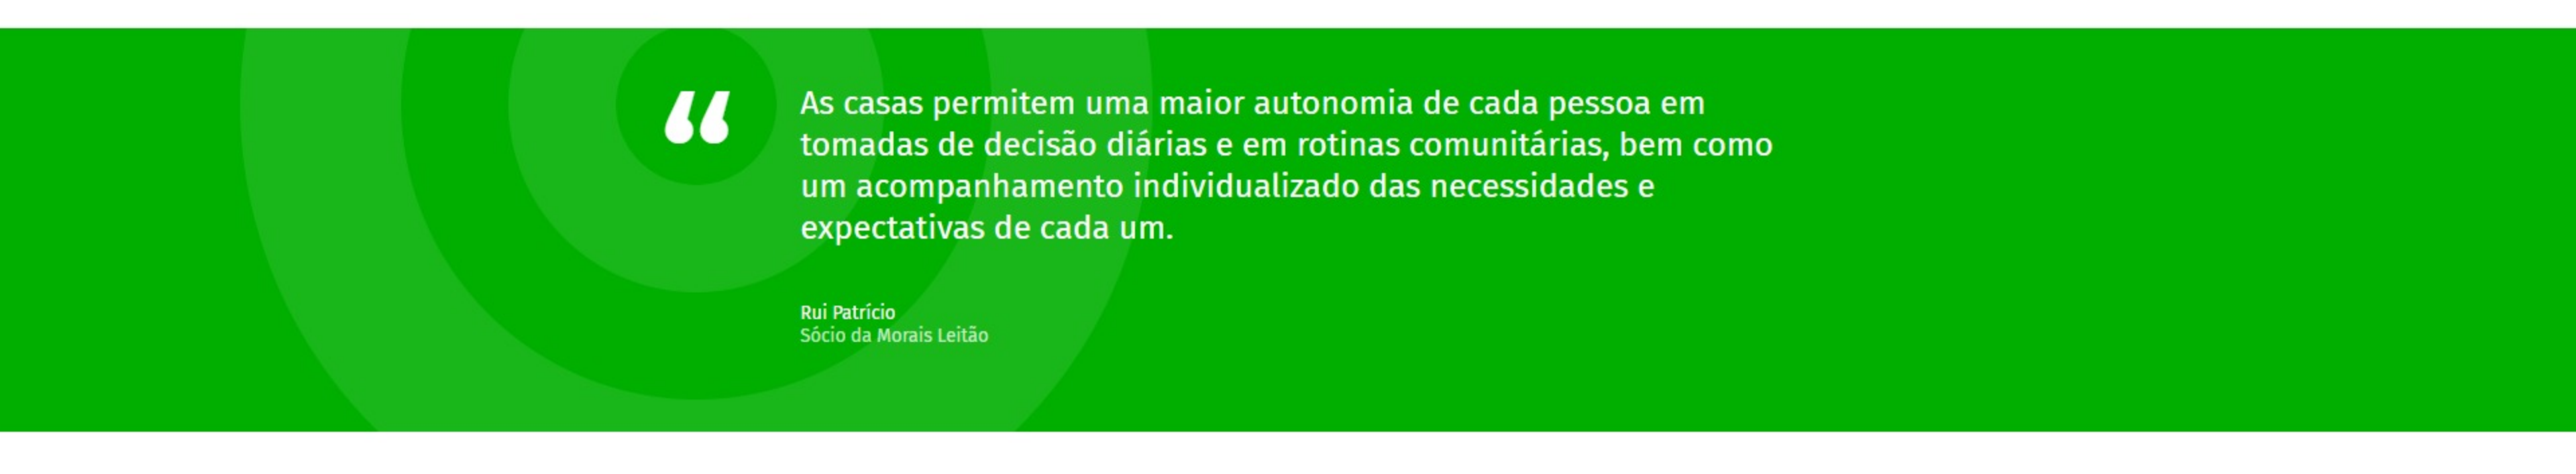 “
As casas permitem uma maior autonomia de cada pessoa em
tomadas de decisão diárias e em rotinas comunitárias, bem como
um acompanhamento individualizado das necessidades e
expectativas de cada um.
Rui Patrício
Sócio da Morais Leitão